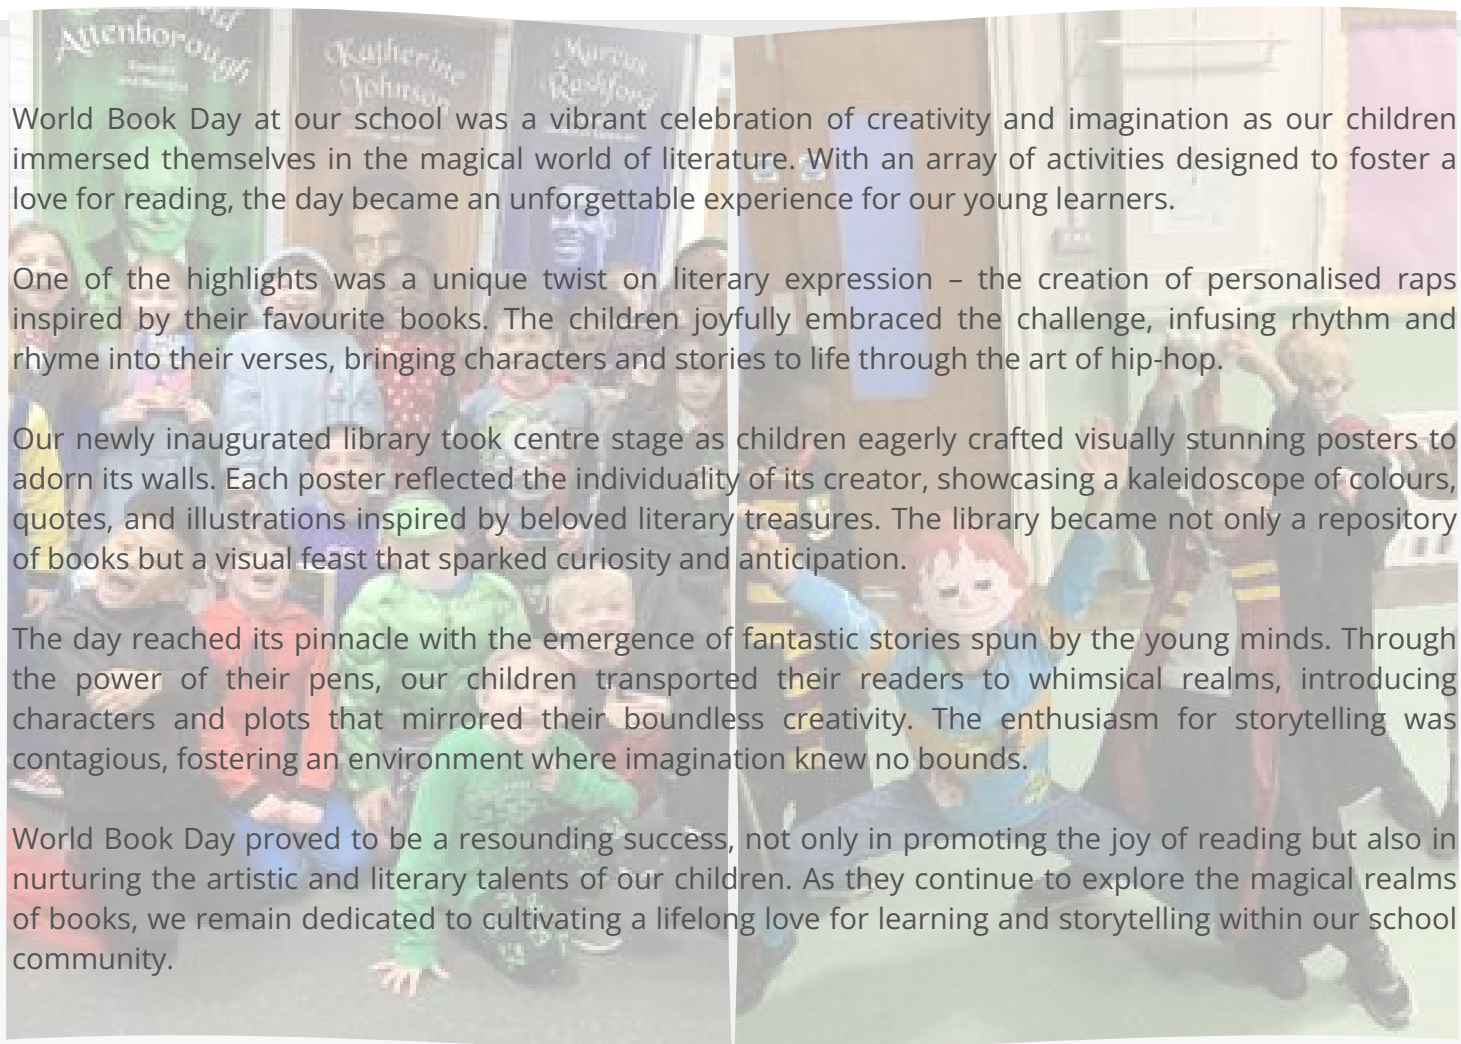 Attenborough
Katherine
Johnson
Marcus
Rashford
World Book Day at our school was a vibrant celebration of creativity and imagination as our children
immersed themselves in the magical world of literature. With an array of activities designed to foster a
love for reading, the day became an unforgettable experience for our young learners.
One of the highlights was a unique twist on literary expression – the creation of personalised raps
inspired by their favourite books. The children joyfully embraced the challenge, infusing rhythm and
rhyme into their verses, bringing characters and stories to life through the art of hip-hop.
Our newly inaugurated library took centre stage as children eagerly crafted visually stunning posters to
adorn its walls. Each poster reflected the individuality of its creator, showcasing a kaleidoscope of colours,
quotes, and illustrations inspired by beloved literary treasures. The library became not only a repository
of books but a visual feast that sparked curiosity and anticipation.
The day reached its pinnacle with the emergence of fantastic stories spun by the young minds. Through
the power of their pens, our children transported their readers to whimsical realms, introducing
characters and plots that mirrored their boundless creativity. The enthusiasm for storytelling was
contagious, fostering an environment where imagination knew no bounds.
World Book Day proved to be a resounding success, not only in promoting the joy of reading but also in
nurturing the artistic and literary talents of our children. As they continue to explore the magical realms
of books, we remain dedicated to cultivating a lifelong love for learning and storytelling within our school
community.